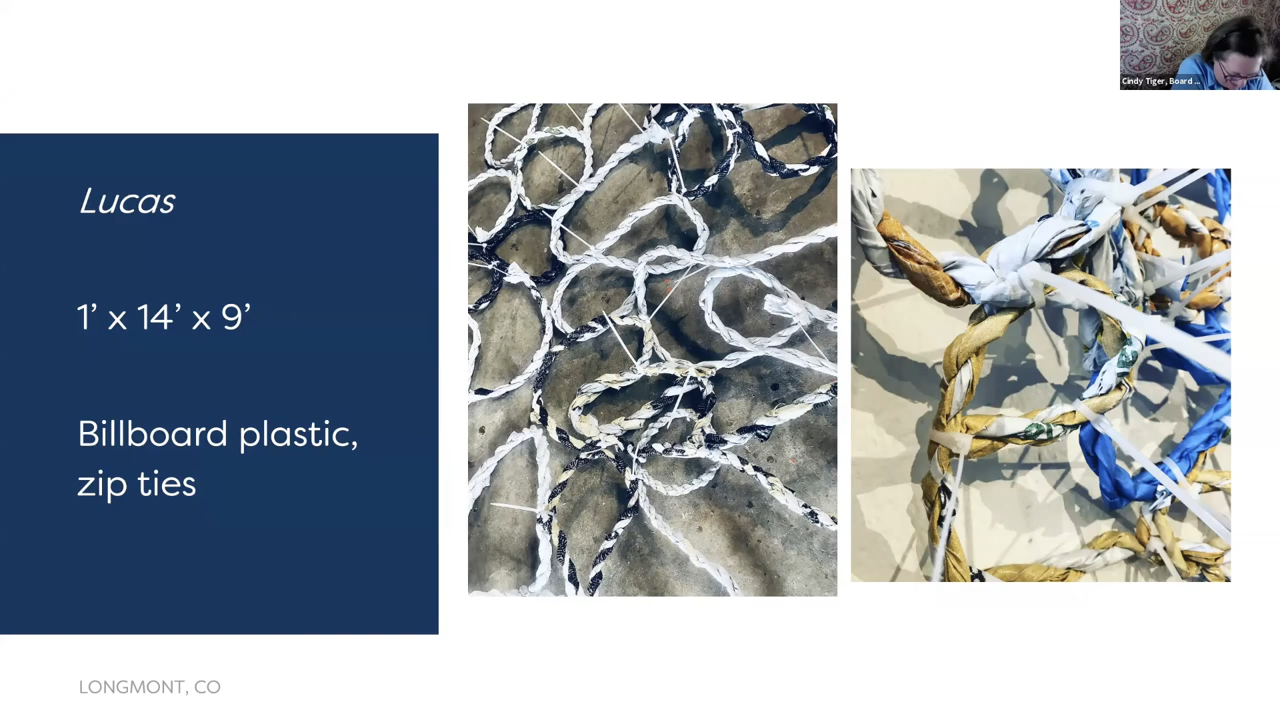 Cindy Tiger, Board ...
Lucas
1’ x 14’ x 9’
Billboard plastic,
zip ties
LONGMONT, CO